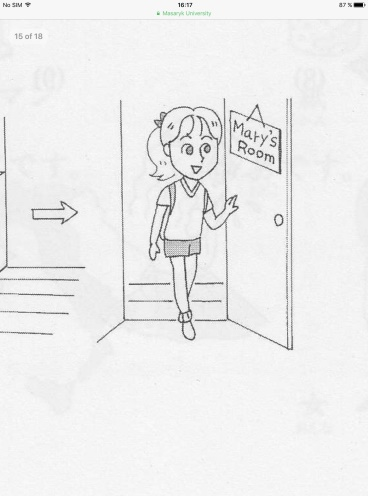 No SIM 16:17 87 %
Masaryk University
15 of 18
Mary's
Room